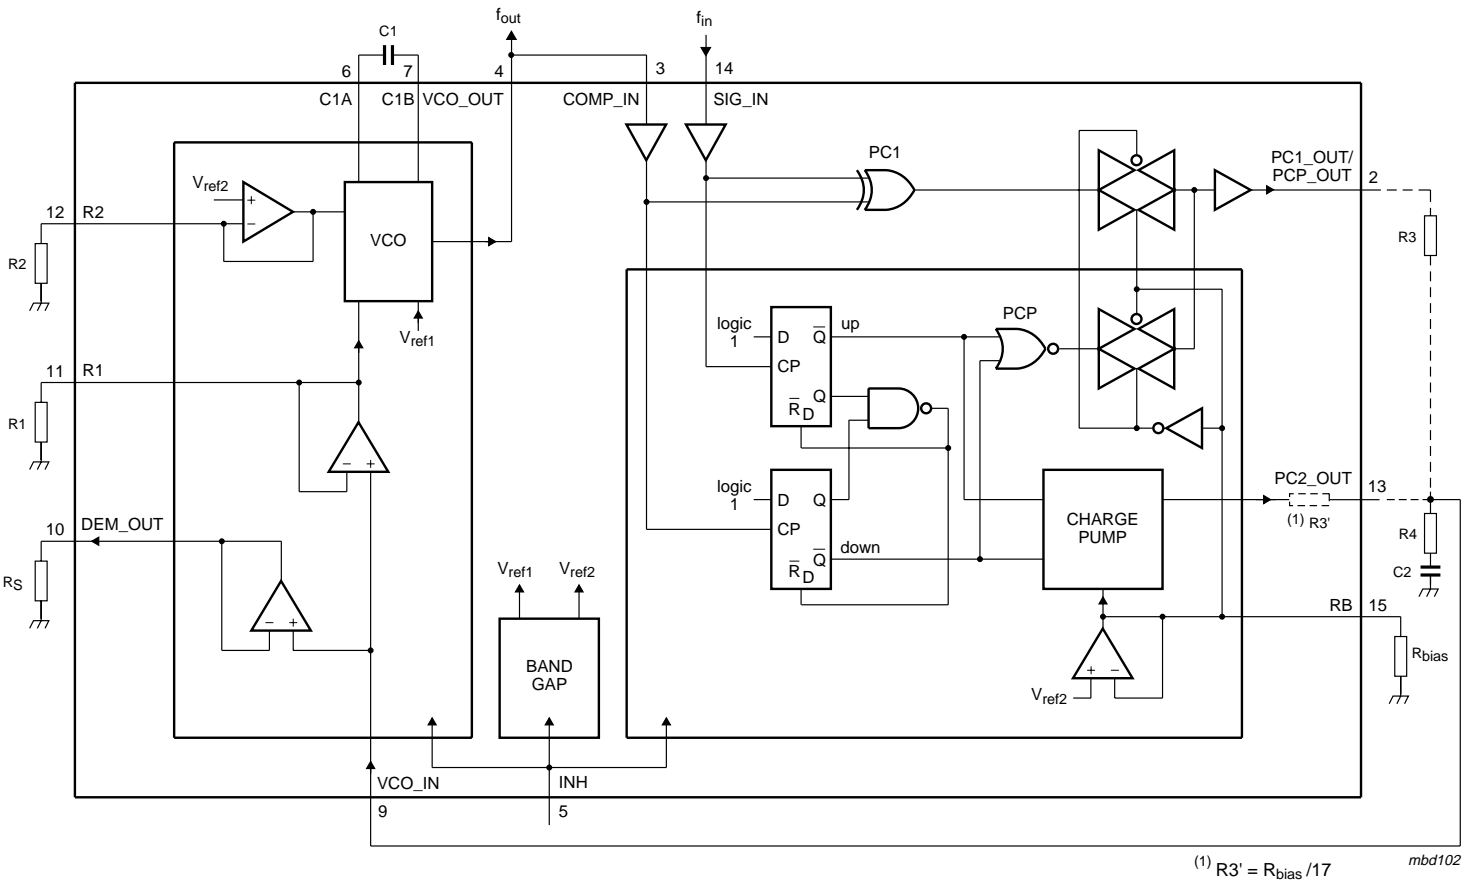 fout
fin
C1
6
7
4
3
14
C1A
C1B
VCO_OUT
COMP_IN
SIG_IN
PC1
PC1_OUT/
PCP_OUT
2
Vref2
+
−
12
R2
R2
VCO
R3
Vref1
logic
1
D
Q̅
up
CP
Q
R̅D
PCP
11
R1
R1
−
+
logic
1
D
Q
CP
Q̅
down
R̅D
CHARGE
PUMP
PC2_OUT
13
(1) R3'
R4
C2
10
DEM_OUT
RS
−
+
Vref1
Vref2
BAND
GAP
RB
15
Rbias
+
−
Vref2
VCO_IN
9
INH
5
(1) R3' = Rbias /17
mbd102